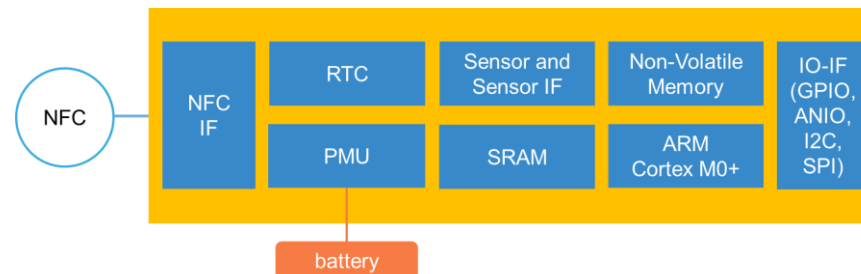 NFC
NFC
IF
RTC
PMU
Sensor and
Sensor IF
SRAM
Non-Volatile
Memory
ARM
Cortex M0+
IO-IF
(GPIO,
ANIO,
I2C,
SPI)
battery